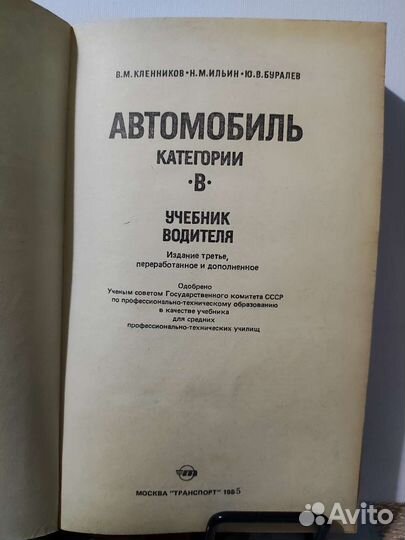 В.М.КЛЕННИКОВ·Н.М.ИЛЬИН·Ю.В.БУРАЛЕВ
АВТОМОБИЛЬ
КАТЕГОРИИ
·В·
УЧЕБНИК
ВОДИТЕЛЯ
Издание третье,
переработанное и дополненное
Одобрено
Ученым советом Государственного комитета СССР
по профессионально-техническому образованию
в качестве учебника
для средних
профессионально-технических училищ
МОСКВА "ТРАНСПОРТ" 1985
Avito